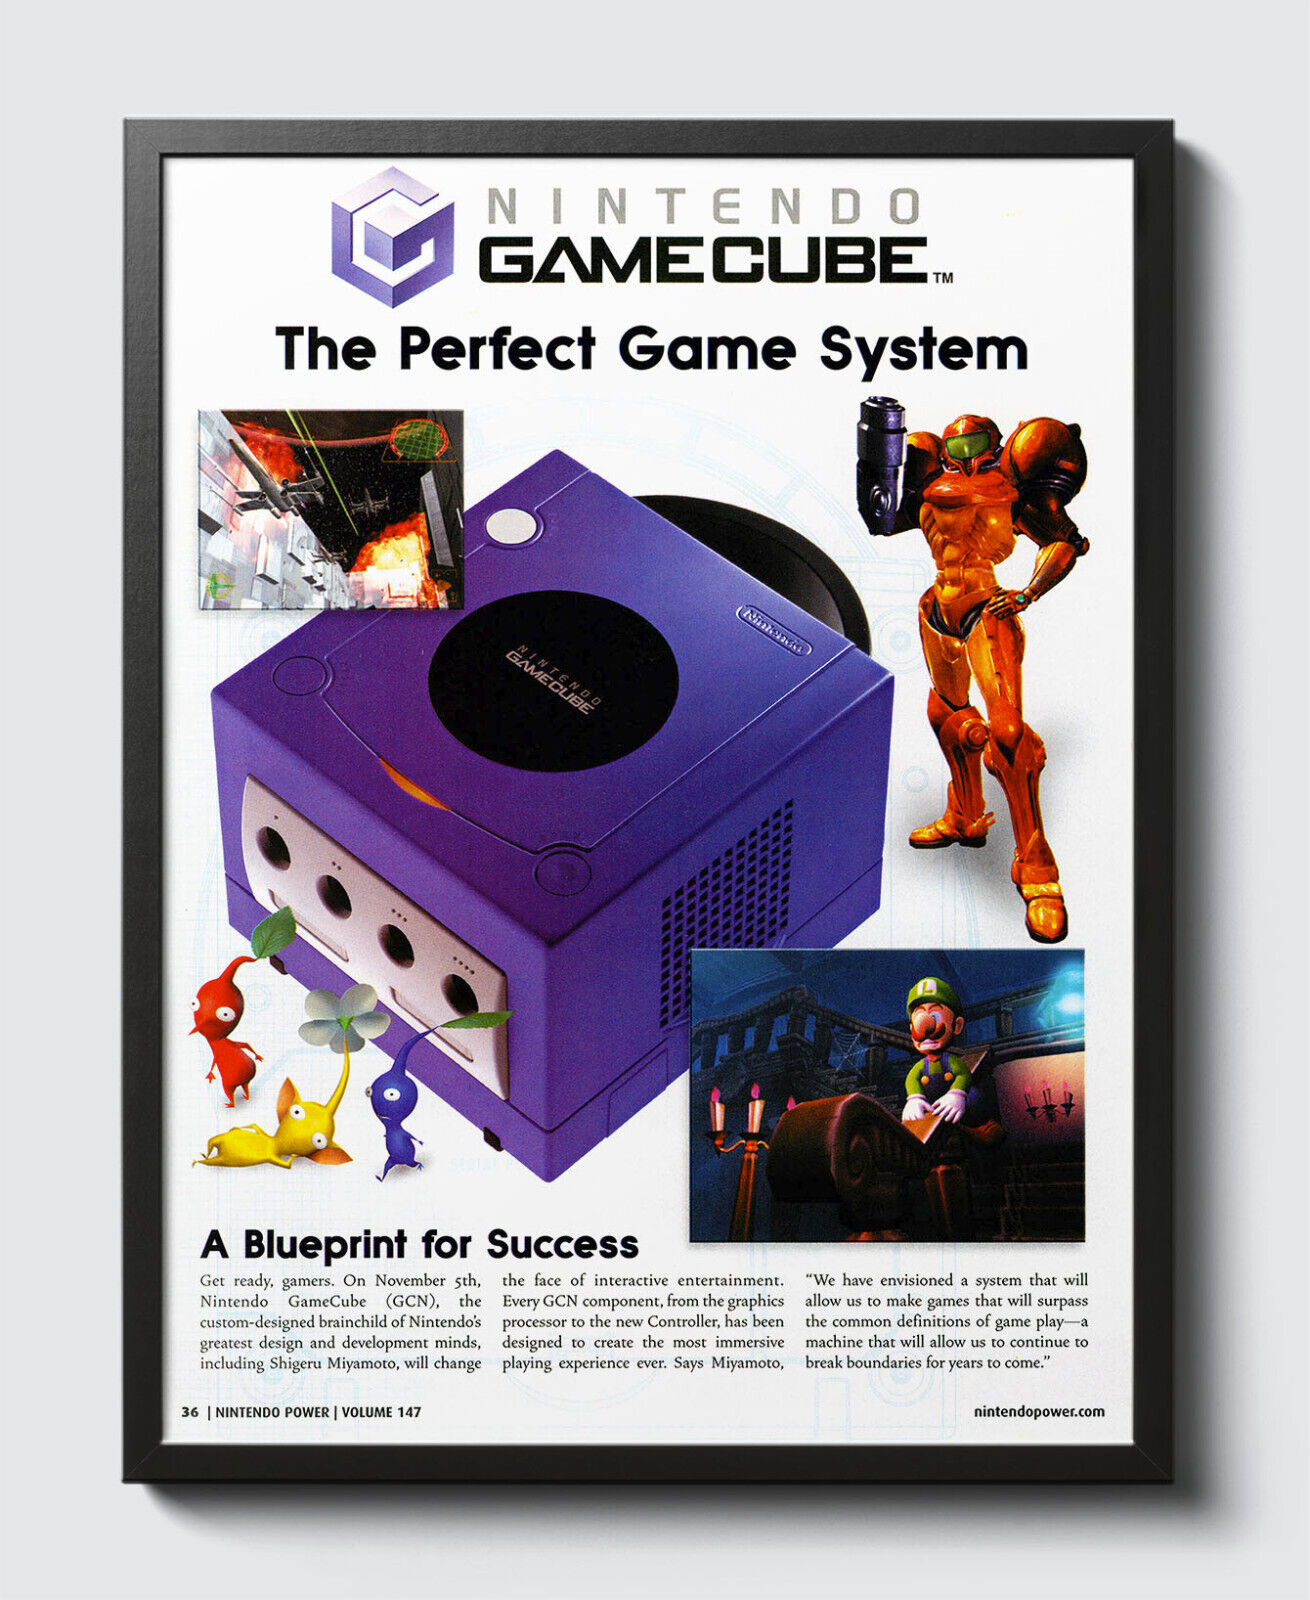 NINTENDO
GAMECUBE™
The Perfect Game System
Nintendo
NINTENDO
GAMECUBE
L
A Blueprint for Success
Get ready, gamers. On November 5th,
Nintendo GameCube (GCN), the
custom-designed brainchild of Nintendo's
greatest design and development minds,
including Shigeru Miyamoto, will change
the face of interactive entertainment.
Every GCN component, from the graphics
processor to the new Controller, has been
designed to create the most immersive
playing experience ever. Says Miyamoto,
“We have envisioned a system that will
allow us to make games that will surpass
the common definitions of game play—a
machine that will allow us to continue to
break boundaries for years to come.”
36 | NINTENDO POWER | VOLUME 147
nintendopower.com